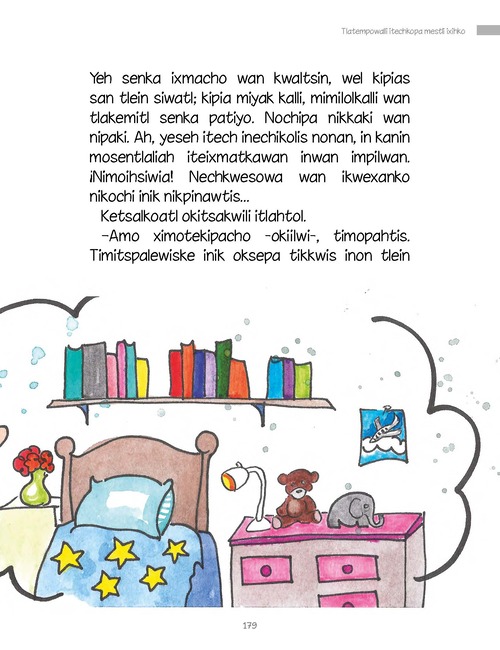 Tlatempowalli itechkopa mestli ixihko
Yeh senka ixmacho wan kwaltsin, wel kipias
san tlein siwatl; kipia miyak kalli, mimilolkalli wan
tlakemitl senka patiyo. Nochipa nikkaki wan
nipaki. Ah, yeseh itech inechikolis nonan, in kanin
mosentlaliah iteixmatkawan inwan impilwan.
¡Nimoihsiwia! Nechkwesowa wan ikwexanko
nikochi inik nikpinawtis...
Ketsalkoatl okitsakwili itlahtol.
–Amo ximotekipacho -okiilwi-, timopahtis.
Timitspalewiske inik oksepa tikkwis inon tlein
179